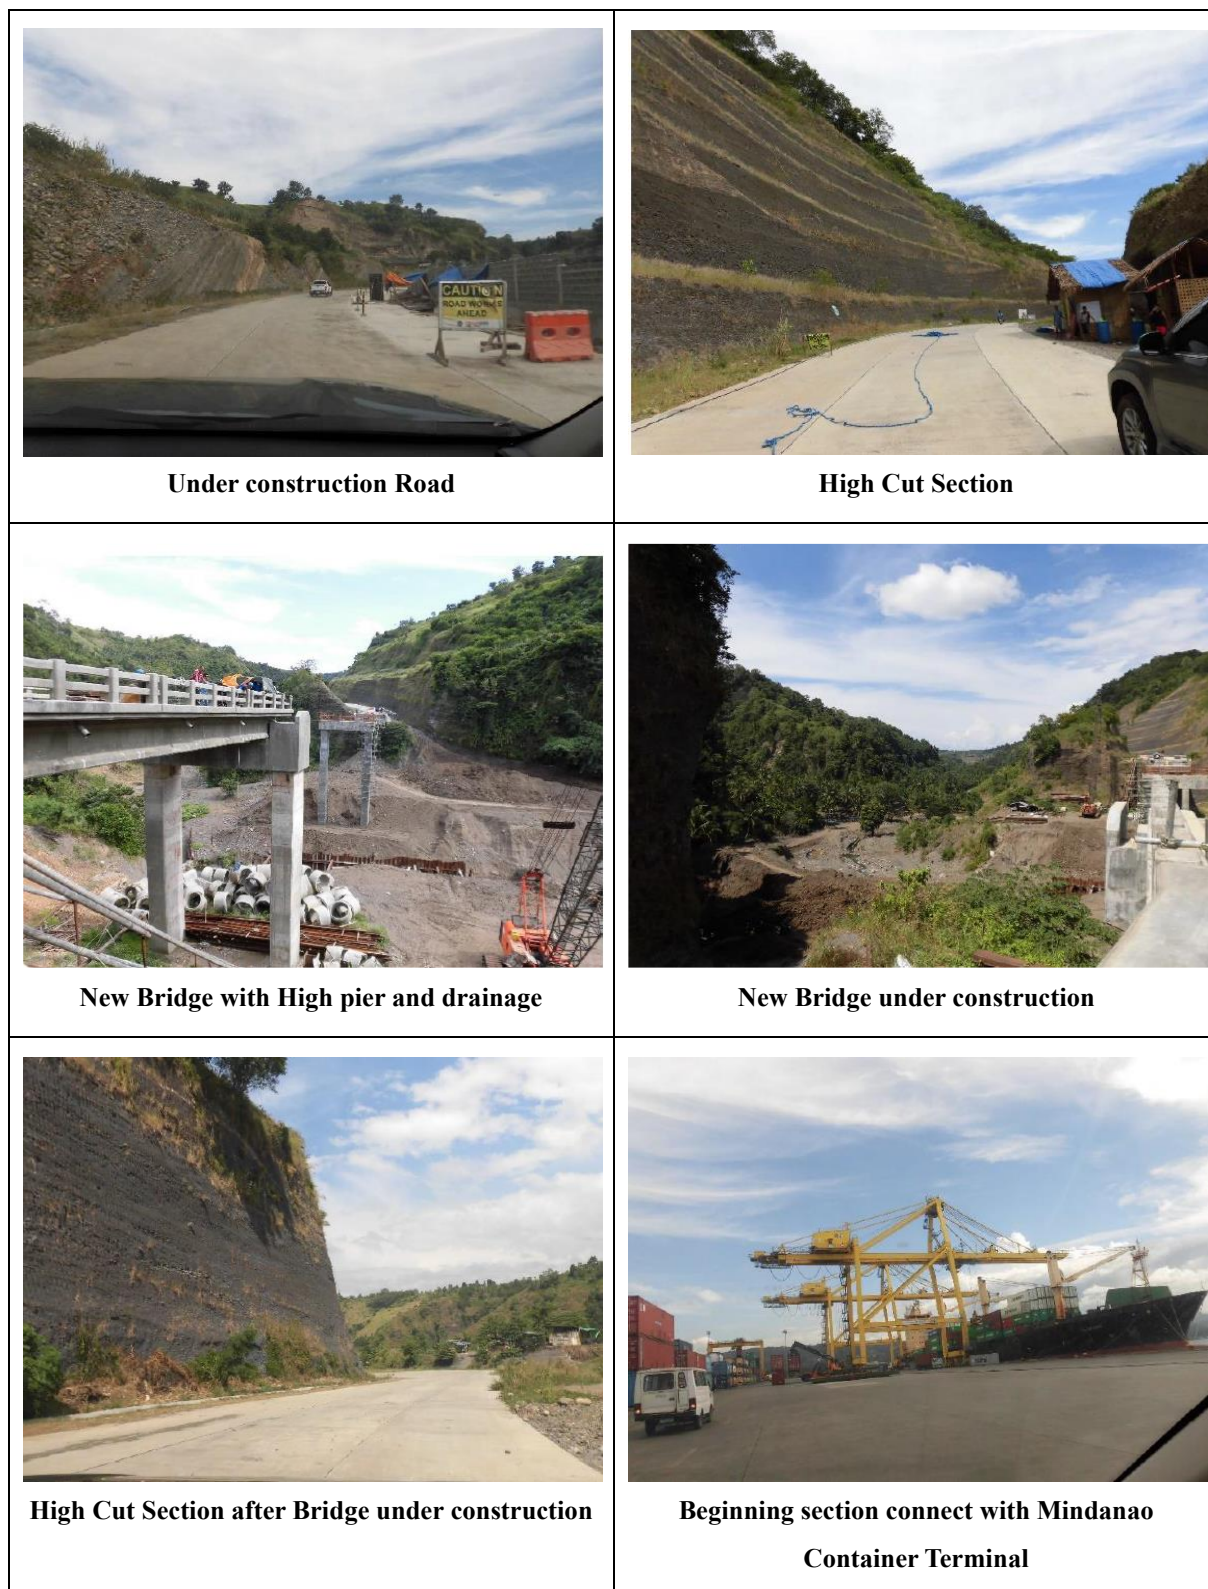 CAUTION
ROAD WORKS
AHEAD
Under construction Road
High Cut Section
New Bridge with High pier and drainage
New Bridge under construction
High Cut Section after Bridge under construction
Beginning section connect with Mindanao
Container Terminal